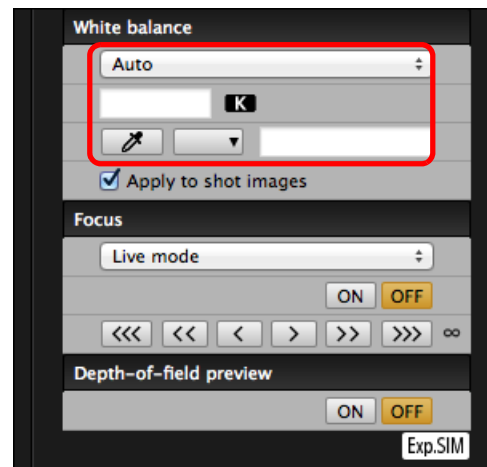 White balance
Auto
K
Apply to shot images
Focus
Live mode
ON OFF
<<< << < > >> >>> ∞
Depth-of-field preview
ON OFF
Exp.SIM